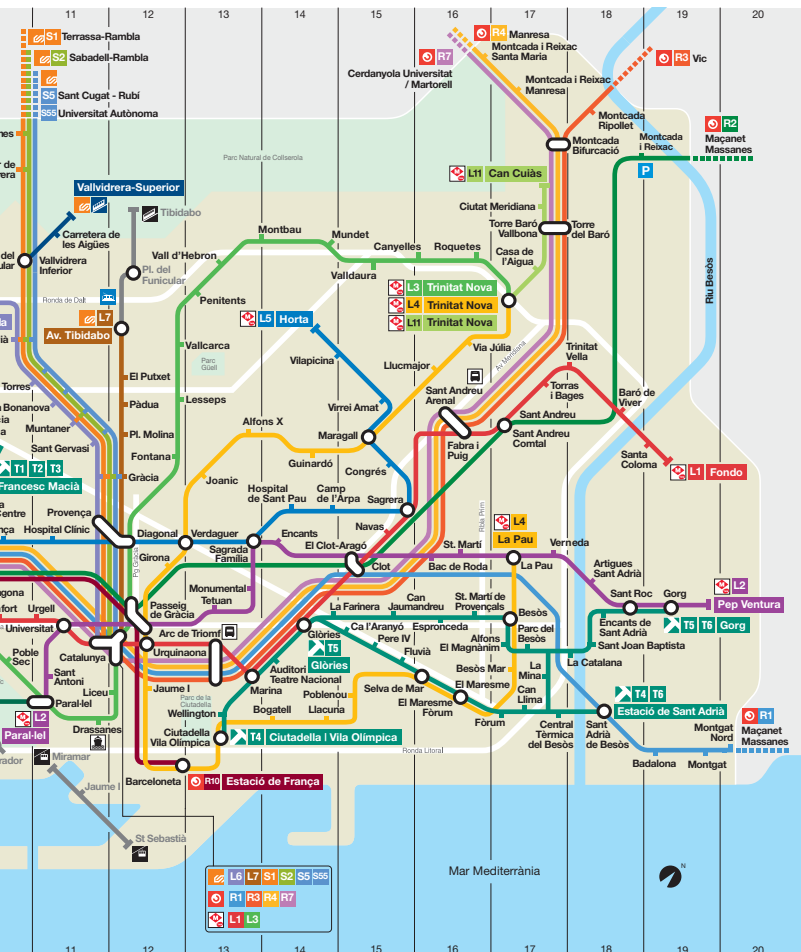 11 12 13 14 15 16 17 18 19 20
S1 Terrassa-Rambla
S2 Sabadell-Rambla
S5 Sant Cugat - Rubí
S55 Universitat Autònoma
R4 Manresa
Montcada i Reixac
Santa Maria
R7
Cerdanyola Universitat
/ Martorell
R3 Vic
Montcada i Reixac
Manresa
Montcada
Ripollet
Montcada
Bifurcació
Montcada
i Reixac
R2
Maçanet
Massanes
P
Parc Natural de Collserola
L11 Can Cuiàs
Ciutat Meridiana
Torre Baró
Vallbona
Torre
del Baró
Casa de
l'Aigua
Riu Besòs
Vallvidrera-Superior
Carretera de
les Aigües
Vallvidrera
Inferior
Tibidabo
Pl. del
Funicular
Ronda de Dalt
L7
Av. Tibidabo
Montbau
Mundet
Canyelles
Roquetes
Vall d'Hebron
Valldaura
Penitents
L3 Trinitat Nova
L4 Trinitat Nova
L11 Trinitat Nova
L5 Horta
Vallcarca
Parc
Güell
Vilapicina
Llucmajor
Via Júlia
Av Meridiana
Trinitat
Vella
Torras
i Bages
Baró de
Viver
El Putxet
Torres
Lesseps
Sant Andreu
Arenal
Pàdua
Virrei Amat
Sant Andreu
Bonanova
Muntaner
Alfons X
Maragall
Fabra i
Puig
Sant Andreu
Comtal
Santa
Coloma
Pl. Molina
Sant Gervasi
Fontana
Guinardó
Congrés
L1 Fondo
T1 T2 T3
Francesc Macià
Gràcia
Joanic
Hospital
de Sant Pau
Camp
de l'Arpa
Sagrera
Rbla Prim
Provença
Hospital Clínic
Diagonal
Verdaguer
Sagrada
Família
Encants
Navas
L4
La Pau
El Clot-Aragó
St. Martí
Verneda
Pg Gràcia
Girona
Clot
Bac de Roda
La Pau
Artigues
Sant Adrià
Monumental
Tetuan
L2
Pep Ventura
Sant Roc
Gorg
Urgell
Universitat
Passeig
de Gràcia
Arc de Triomf
La Farinera
Can
Jaumandreu
St. Martí de
Provençals
Besòs
Encants de
Sant Adrià
T5 T6 Gorg
Glòries
Ca l'Aranyó
Espronceda
Parc del
Besòs
Sant Joan Baptista
Urquinaona
Catalunya
T5
Glòries
Pere IV
Alfons
El Magnànim
La Catalana
Poble
Sec
Auditori
Teatre Nacional
Fluvià
Besòs Mar
La
Mina
Sant
Antoni
Liceu
Jaume I
Marina
Poblenou
Selva de Mar
El Maresme
Can
Llima
T4 T6
Estació de Sant Adrià
Paral·lel
Parc de la
Ciutadella
Wellington
Bogatell
Llacuna
El Maresme
Fòrum
Fòrum
R1
Maçanet
Massanes
L2
Paral·lel
Drassanes
Ciutadella
Vila Olímpica
T4 Ciutadella I Vila Olímpica
Central
Tèrmica
del Besòs
Sant
Adrià
de Besòs
Montgat
Nord
Ronda Litoral
Badalona
Montgat
Miramar
Barceloneta
R10 Estació de França
Jaume I
St Sebastià
L6 L7 S1 S2 S5 S55
R1 R3 R4 R7
L1 L3
Mar Mediterrània
N
11 12 13 14 15 16 17 18 19 20